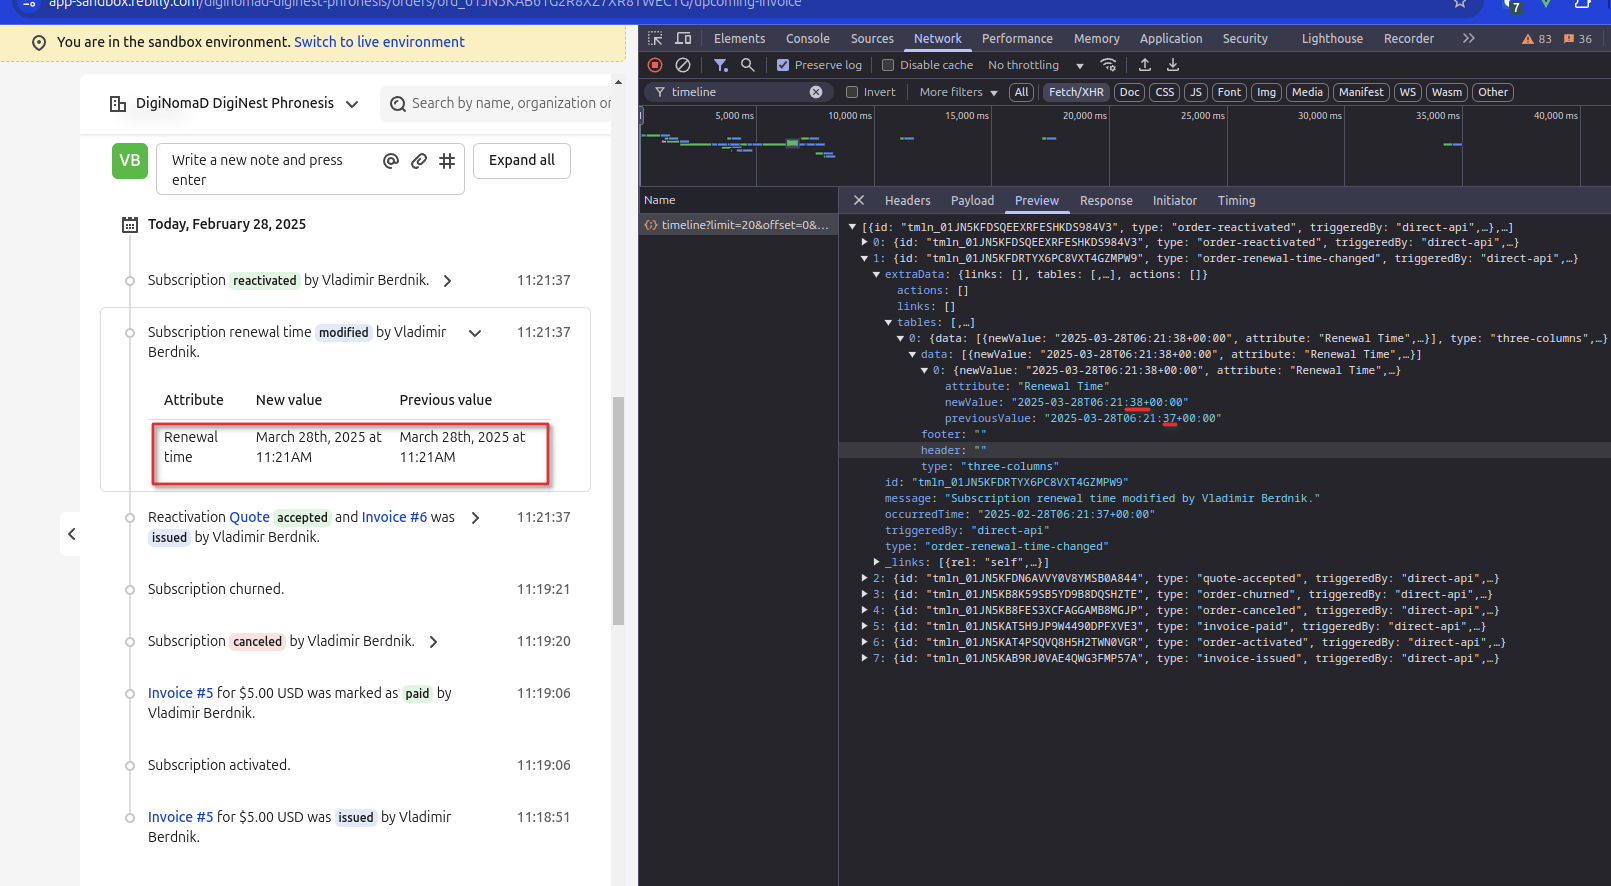 app-sandbox.rebilly.com/diginomad-diginest-phronesis/orders/ord_01JN5KAB6TG2R8XZ7XR8TWECTG/upcoming-invoice
7
You are in the sandbox environment. Switch to live environment
DigiNomaD DigiNest Phronesis
Search by name, organization or
VB
Write a new note and press
enter
Expand all
Today, February 28, 2025
Subscription reactivated by Vladimir Berdnik.
11:21:37
Subscription renewal time modified by Vladimir
Berdnik.
11:21:37
Attribute New value Previous value
Renewal March 28th, 2025 at March 28th, 2025 at
time 11:21AM 11:21AM
Reactivation Quote accepted and Invoice #6 was
issued by Vladimir Berdnik.
11:21:37
Subscription churned.
11:19:21
Subscription canceled by Vladimir Berdnik.
11:19:20
Invoice #5 for $5.00 USD was marked as paid by
Vladimir Berdnik.
11:19:06
Subscription activated.
11:19:06
Invoice #5 for $5.00 USD was issued by Vladimir
Berdnik.
11:18:51
Elements Console Sources Network Performance Memory Application Security Lighthouse Recorder 83 36
Preserve log Disable cache No throttling
timeline Invert More filters All Fetch/XHR Doc CSS JS Font Img Media Manifest WS Wasm Other
5,000 ms 10,000 ms 15,000 ms 20,000 ms 25,000 ms 30,000 ms 35,000 ms 40,000 ms
Name
timeline?limit=20&offset=0&...
Headers Payload Preview Response Initiator Timing
[{id: "tmln_01JN5KFDSQEEXRFESHKDS984V3", type: "order-reactivated", triggeredBy: "direct-api",…},…]
0: {id: "tmln_01JN5KFDSQEEXRFESHKDS984V3", type: "order-reactivated", triggeredBy: "direct-api",…}
1: {id: "tmln_01JN5KFDRTYX6PC8VXT4GZMPW9", type: "order-renewal-time-changed", triggeredBy: "direct-api",…}
extraData: {links: [], tables: [,…], actions: []}
actions: []
links: []
tables: [,…]
0: {data: [{newValue: "2025-03-28T06:21:38+00:00", attribute: "Renewal Time",…}], type: "three-columns",…}
data: [{newValue: "2025-03-28T06:21:38+00:00", attribute: "Renewal Time",…}]
0: {newValue: "2025-03-28T06:21:38+00:00", attribute: "Renewal Time",…}
attribute: "Renewal Time"
newValue: "2025-03-28T06:21:38+00:00"
previousValue: "2025-03-28T06:21:37+00:00"
footer: ""
header: ""
type: "three-columns"
id: "tmln_01JN5KFDRTYX6PC8VXT4GZMPW9"
message: "Subscription renewal time modified by Vladimir Berdnik."
occurredTime: "2025-02-28T06:21:37+00:00"
triggeredBy: "direct-api"
type: "order-renewal-time-changed"
_links: [{rel: "self",…}]
2: {id: "tmln_01JN5KFDN6AVVY0V8YMSB0A844", type: "quote-accepted", triggeredBy: "direct-api",…}
3: {id: "tmln_01JN5KB8K59SB5YD9B8DQSHZTE", type: "order-churned", triggeredBy: "direct-api",…}
4: {id: "tmln_01JN5KB8FES3XCFAGGAMB8MGJP", type: "order-canceled", triggeredBy: "direct-api",…}
5: {id: "tmln_01JN5KAT5H9JP9W4490DPFXVE3", type: "invoice-paid", triggeredBy: "direct-api",…}
6: {id: "tmln_01JN5KAT4PSQVQ8H5H2TWN0VGR", type: "order-activated", triggeredBy: "direct-api",…}
7: {id: "tmln_01JN5KAB9RJ0VAE4QWG3FMP57A", type: "invoice-issued", triggeredBy: "direct-api",…}